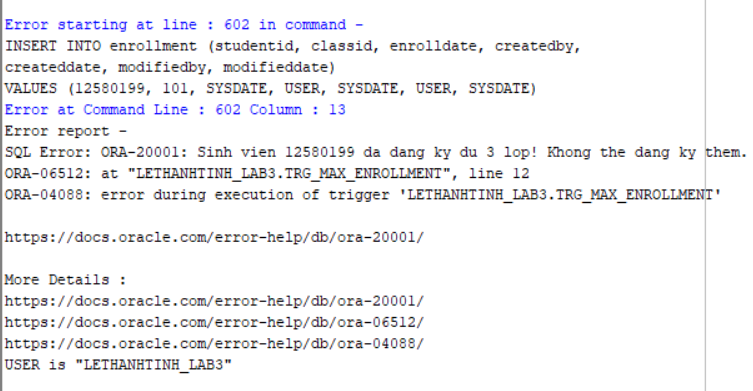 Error starting at line : 602 in command -
INSERT INTO enrollment (studentid, classid, enrolldate, createdby,
createddate, modifiedby, modifieddate)
VALUES (12580199, 101, SYSDATE, USER, SYSDATE, USER, SYSDATE)
Error at Command Line : 602 Column : 13
Error report -
SQL Error: ORA-20001: Sinh vien 12580199 da dang ky du 3 lop! Khong the dang ky them.
ORA-06512: at "LETHANHTINH_LAB3.TRG_MAX_ENROLLMENT", line 12
ORA-04088: error during execution of trigger 'LETHANHTINH_LAB3.TRG_MAX_ENROLLMENT'
https://docs.oracle.com/error-help/db/ora-20001/
More Details :
https://docs.oracle.com/error-help/db/ora-20001/
https://docs.oracle.com/error-help/db/ora-06512/
https://docs.oracle.com/error-help/db/ora-04088/
USER is "LETHANHTINH_LAB3"